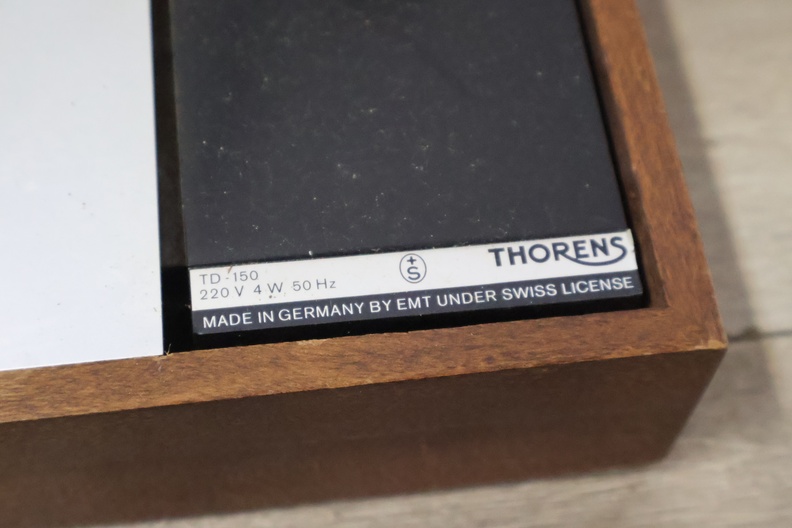 TD-150
220 V 4 W 50 Hz
+
S
THORENS
MADE IN GERMANY BY EMT UNDER SWISS LICENSE